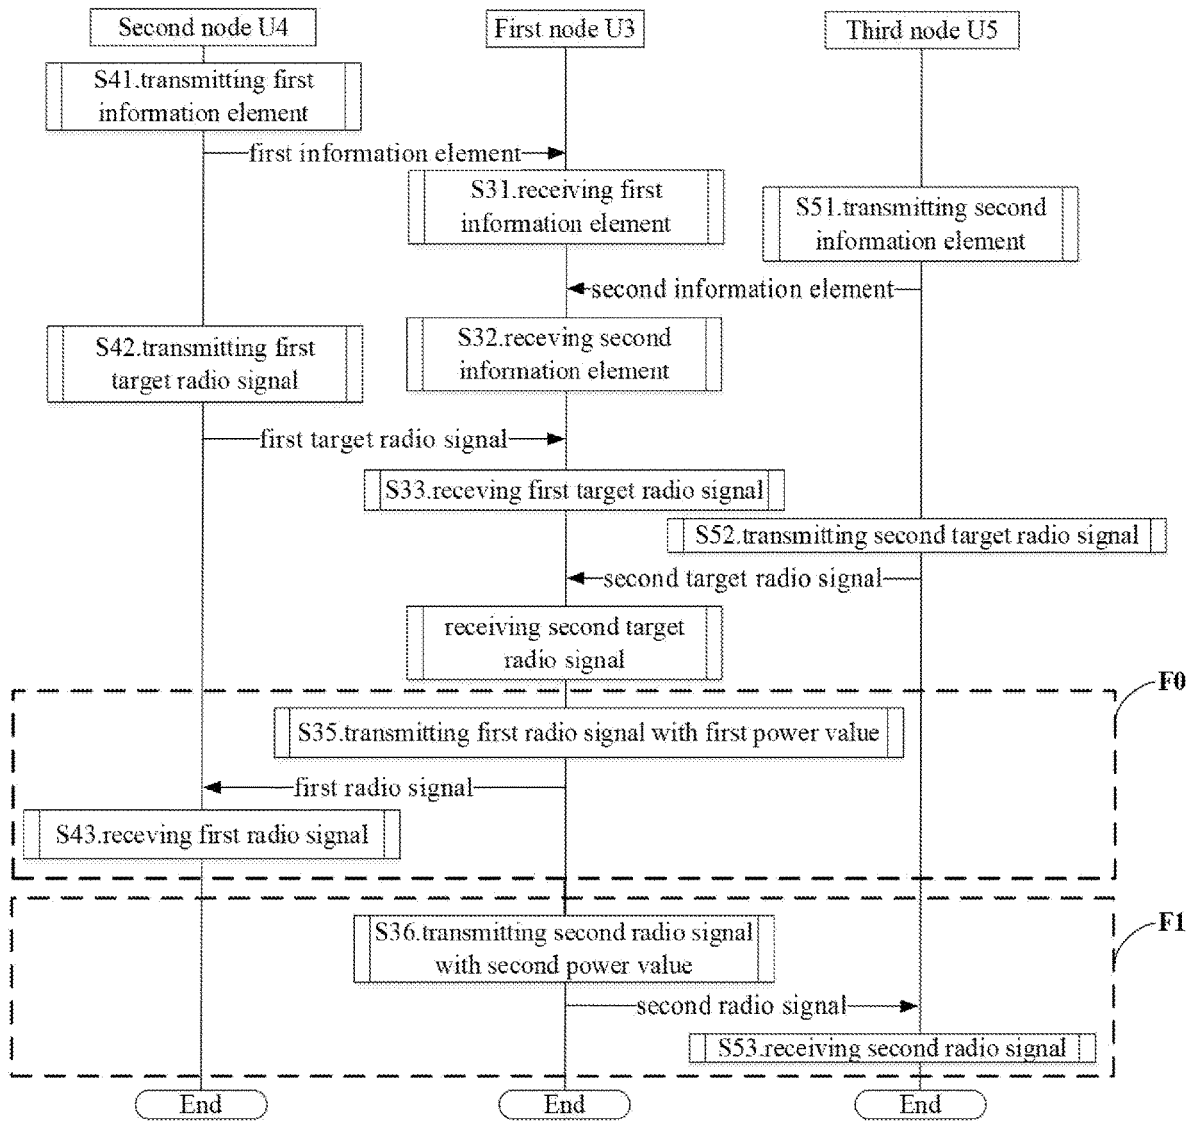 Second node U4
First node U3
Third node U5
S41.transmitting first
information element
first information element
S31.receiving first
information element
S51.transmitting second
information element
second information element
S32.receving second
information element
S42.transmitting first
target radio signal
first target radio signal
S33.receving first target radio signal
S52.transmitting second target radio signal
second target radio signal
receiving second target
radio signal
F0
S35.transmitting first radio signal with first power value
first radio signal
S43.receving first radio signal
F1
S36.transmitting second radio signal
with second power value
second radio signal
S53.receiving second radio signal
End
End
End